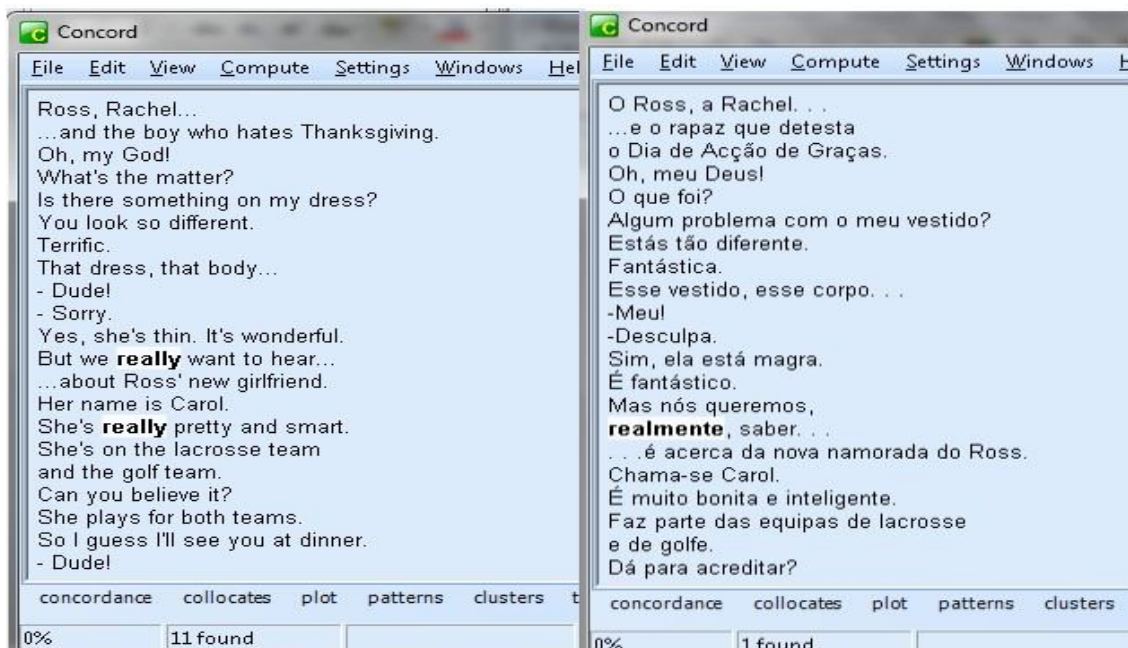 Concord
File Edit View Compute Settings Windows Hel
Ross, Rachel...
...and the boy who hates Thanksgiving.
Oh, my God!
What's the matter?
Is there something on my dress?
You look so different.
Terrific.
That dress, that body...
- Dude!
- Sorry.
Yes, she's thin. It's wonderful.
But we really want to hear...
...about Ross' new girlfriend.
Her name is Carol.
She's really pretty and smart.
She's on the lacrosse team
and the golf team.
Can you believe it?
She plays for both teams.
So I guess I'll see you at dinner.
- Dude!
concordance collocates plot patterns clusters t
0% 11 found
Concord
File Edit View Compute Settings Windows H
O Ross, a Rachel. . .
...e o rapaz que detesta
o Dia de Acção de Graças.
Oh, meu Deus!
O que foi?
Algum problema com o meu vestido?
Estás tão diferente.
Fantástica.
Esse vestido, esse corpo. . .
-Meu!
-Desculpa.
Sim, ela está magra.
É fantástico.
Mas nós queremos,
realmente, saber. . .
. . .é acerca da nova namorada do Ross.
Chama-se Carol.
É muito bonita e inteligente.
Faz parte das equipas de lacrosse
e de golfe.
Dá para acreditar?
concordance collocates plot patterns clusters
0% 1 found